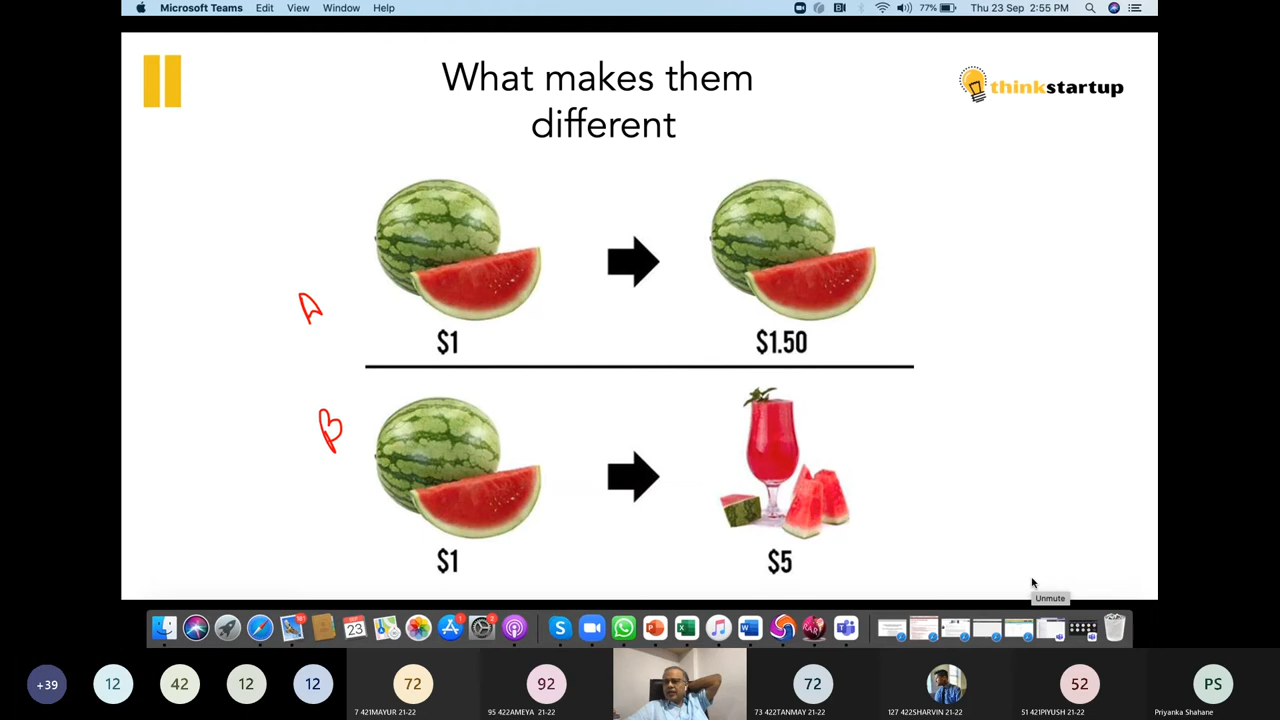 Microsoft Teams Edit View Window Help 77% Thu 23 Sep 2:55 PM
What makes them
different
thinkstartup
A
$1 $1.50
B
$1 $5
Unmute
23
+39 12 42 12 12 72 92 72 52 PS
7 421MAYUR 21-22 95 422AMEYA 21-22 73 422TANMAY 21-22 127 422SHARVIN 21-22 51 421PIYUSH 21-22 Priyanka Shahane